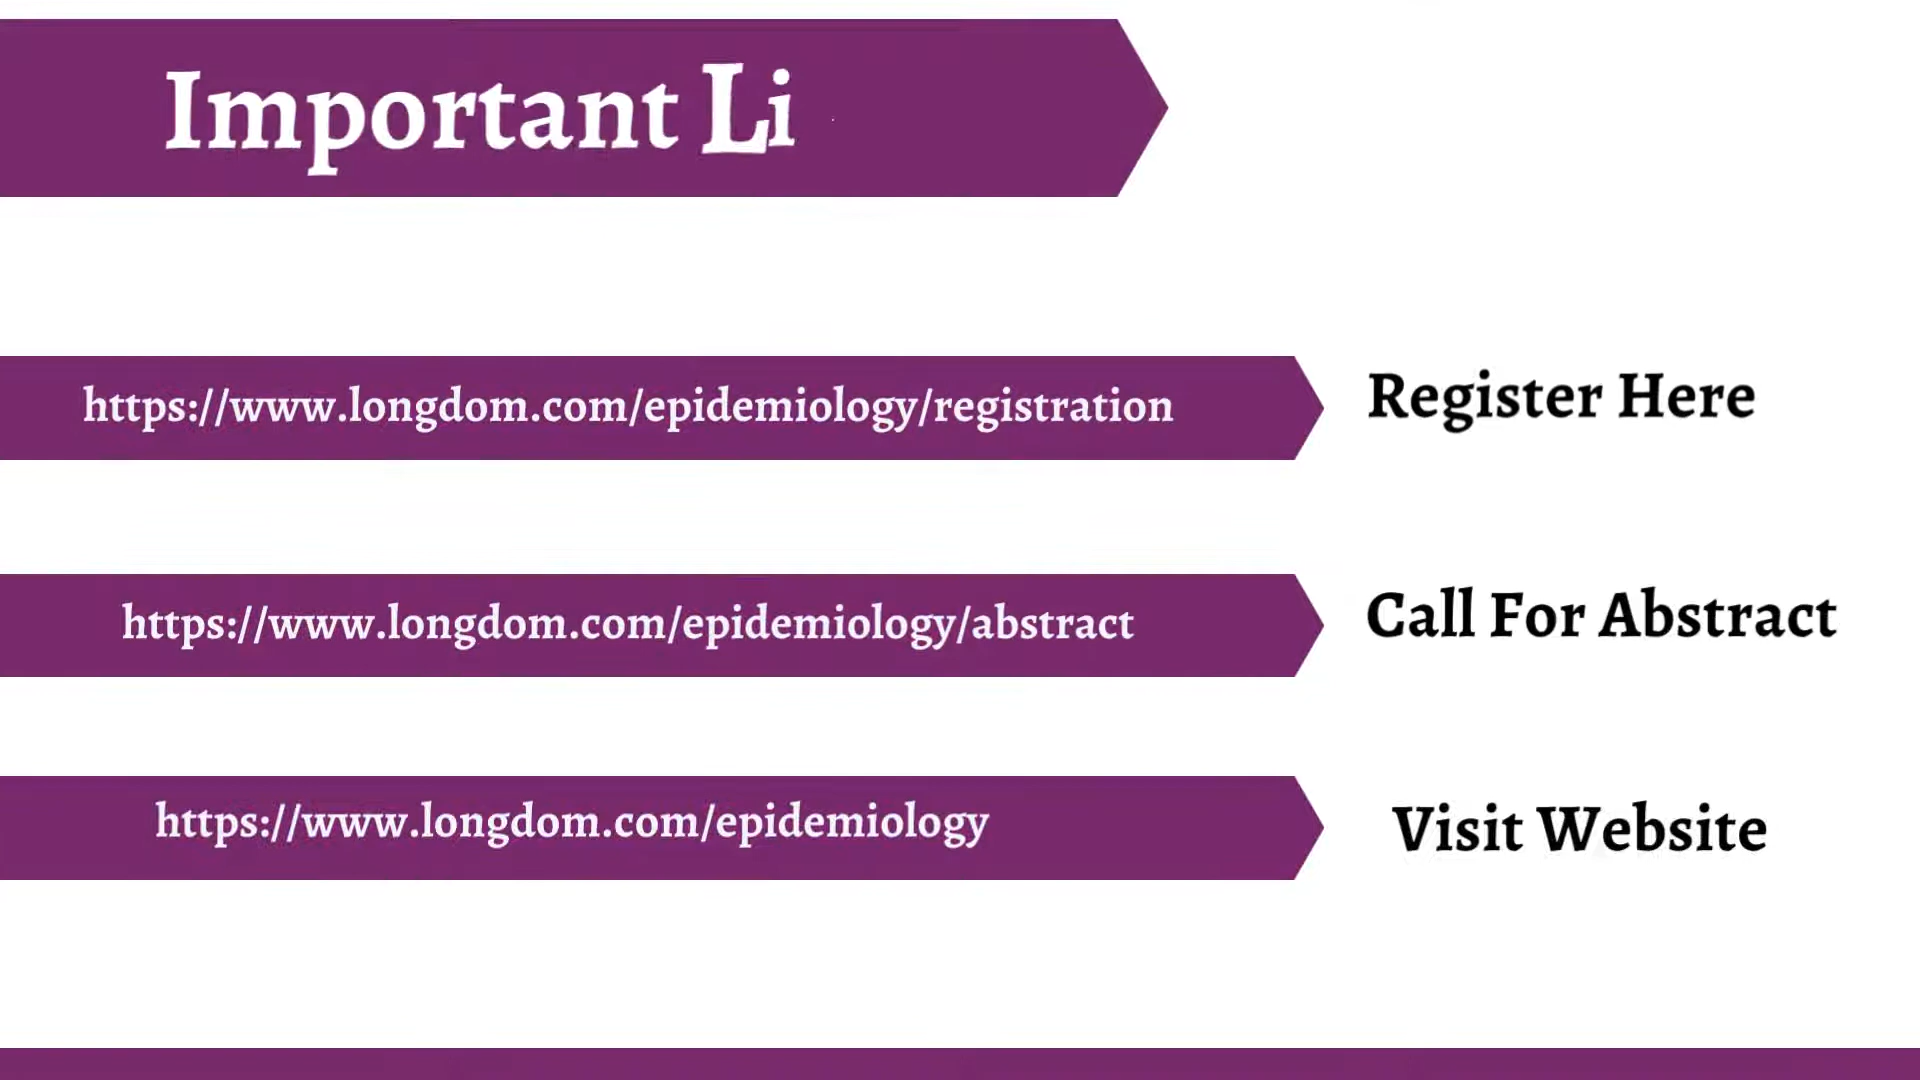 Important Li
https://www.longdom.com/epidemiology/registration
Register Here
https://www.longdom.com/epidemiology/abstract
Call For Abstract
https://www.longdom.com/epidemiology
Visit Website